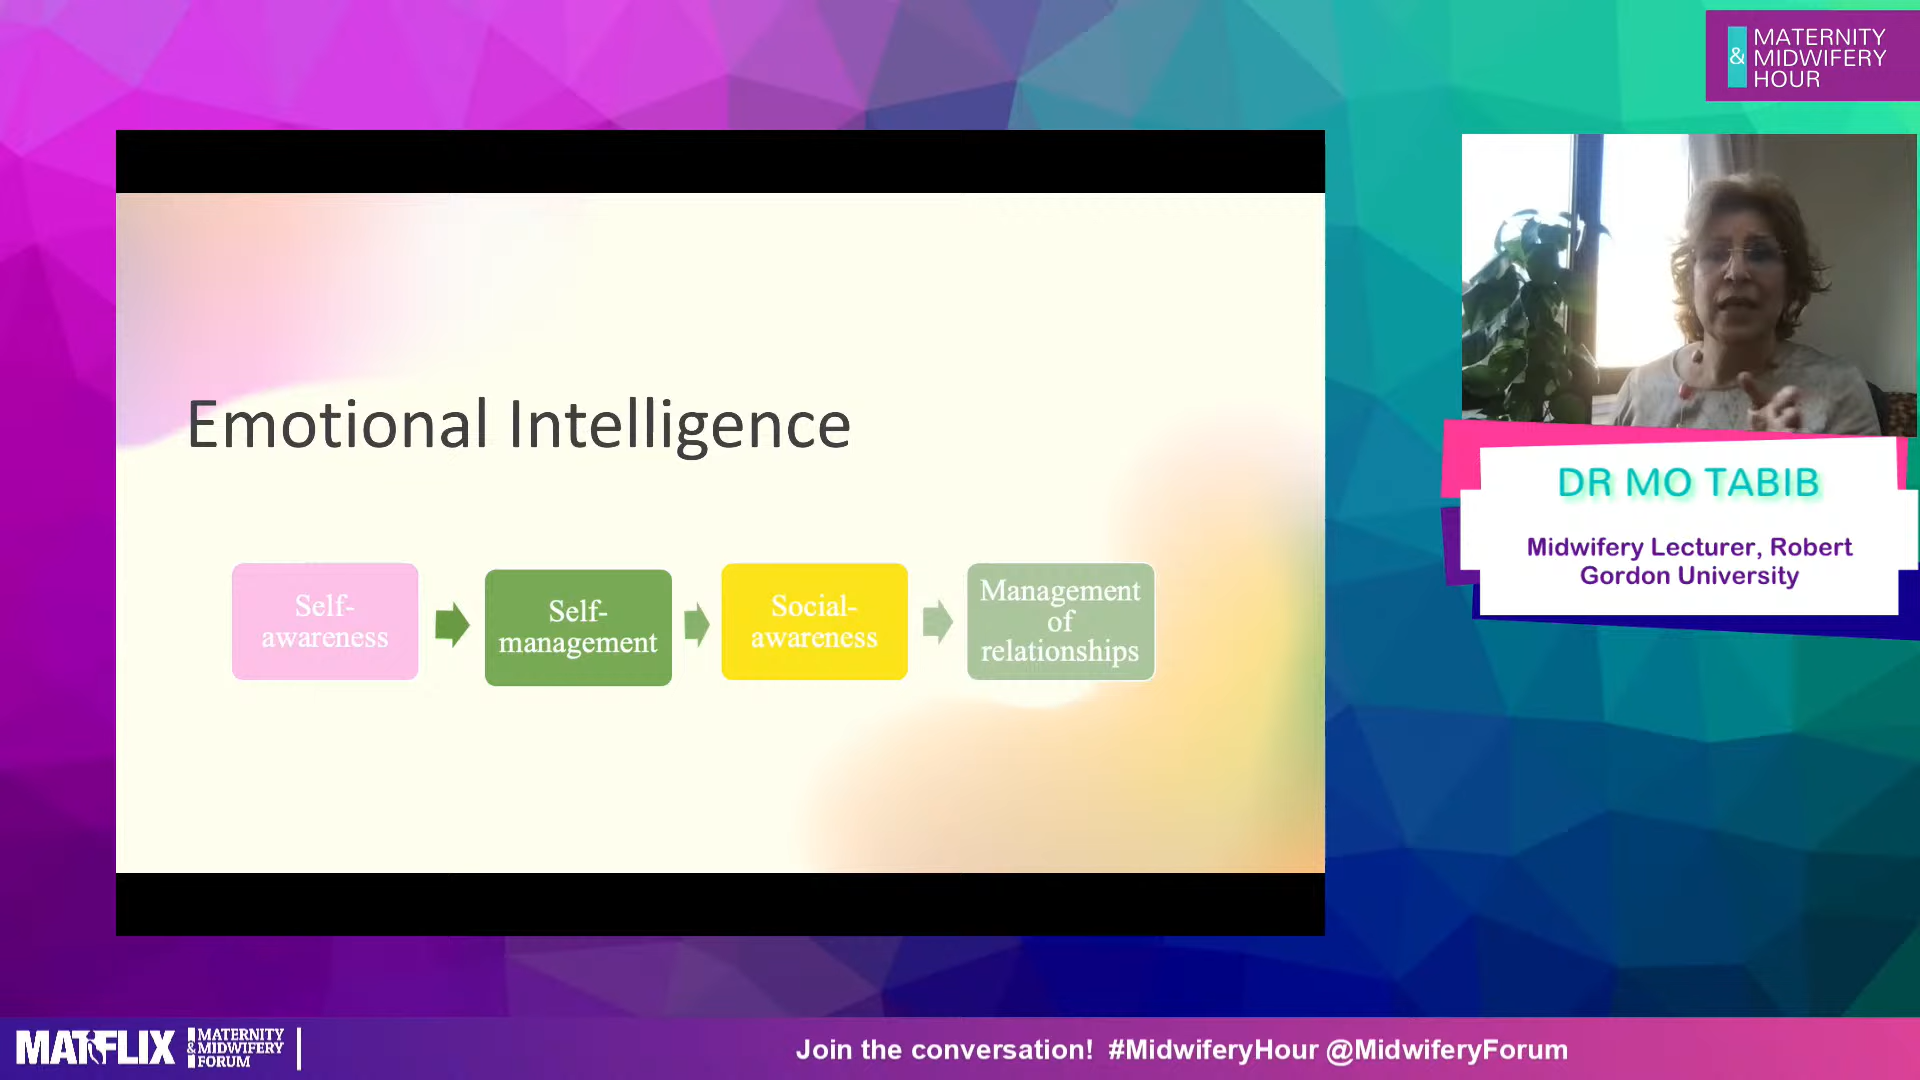 & MATERNITY
MIDWIFERY
HOUR
Emotional Intelligence
Self-
awareness
Self-
management
Social-
awareness
Management
of
relationships
DR MO TABIB
Midwifery Lecturer, Robert
Gordon University
MATFLIX
MATERNITY
& MIDWIFERY
FORUM
Join the conversation! #MidwiferyHour @MidwiferyForum